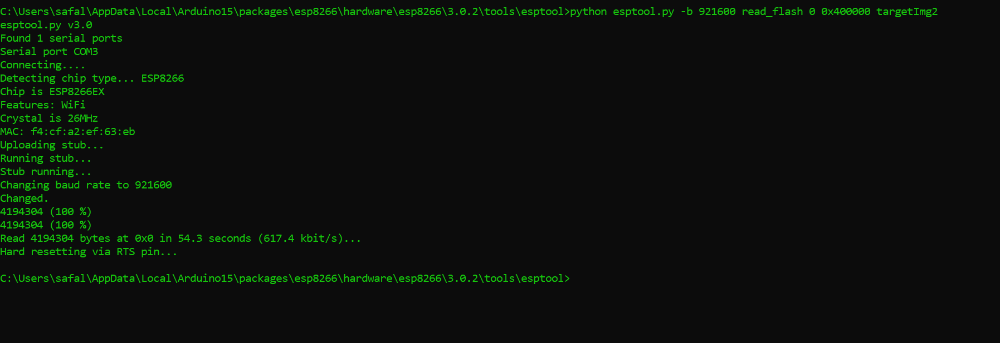 C:\Users\safal\AppData\Local\Arduino15\packages\esp8266\hardware\esp8266\3.0.2\tools\esptool>python esptool.py -b 921600 read_flash 0 0x400000 targetImg2
esptool.py v3.0
Found 1 serial ports
Serial port COM3
Connecting....
Detecting chip type... ESP8266
Chip is ESP8266EX
Features: WiFi
Crystal is 26MHz
MAC: f4:cf:a2:ef:63:eb
Uploading stub...
Running stub...
Stub running...
Changing baud rate to 921600
Changed.
4194304 (100 %)
4194304 (100 %)
Read 4194304 bytes at 0x0 in 54.3 seconds (617.4 kbit/s)...
Hard resetting via RTS pin...
C:\Users\safal\AppData\Local\Arduino15\packages\esp8266\hardware\esp8266\3.0.2\tools\esptool>